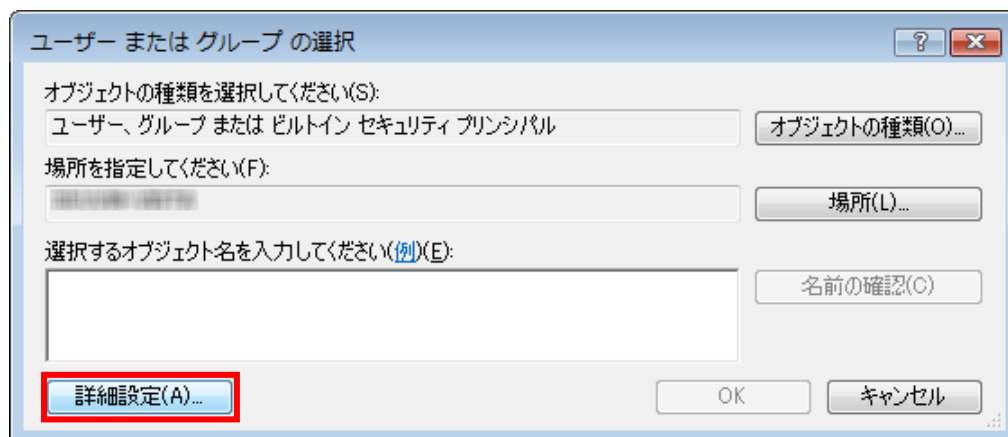 ユーザー または グループ の選択
オブジェクトの種類を選択してください(S):
ユーザー、グループ または ビルトイン セキュリティ プリンシパル
オブジェクトの種類(O)...
場所を指定してください(F):
場所(L)...
選択するオブジェクト名を入力してください(例)(E):
名前の確認(C)
詳細設定(A)...
OK
キャンセル